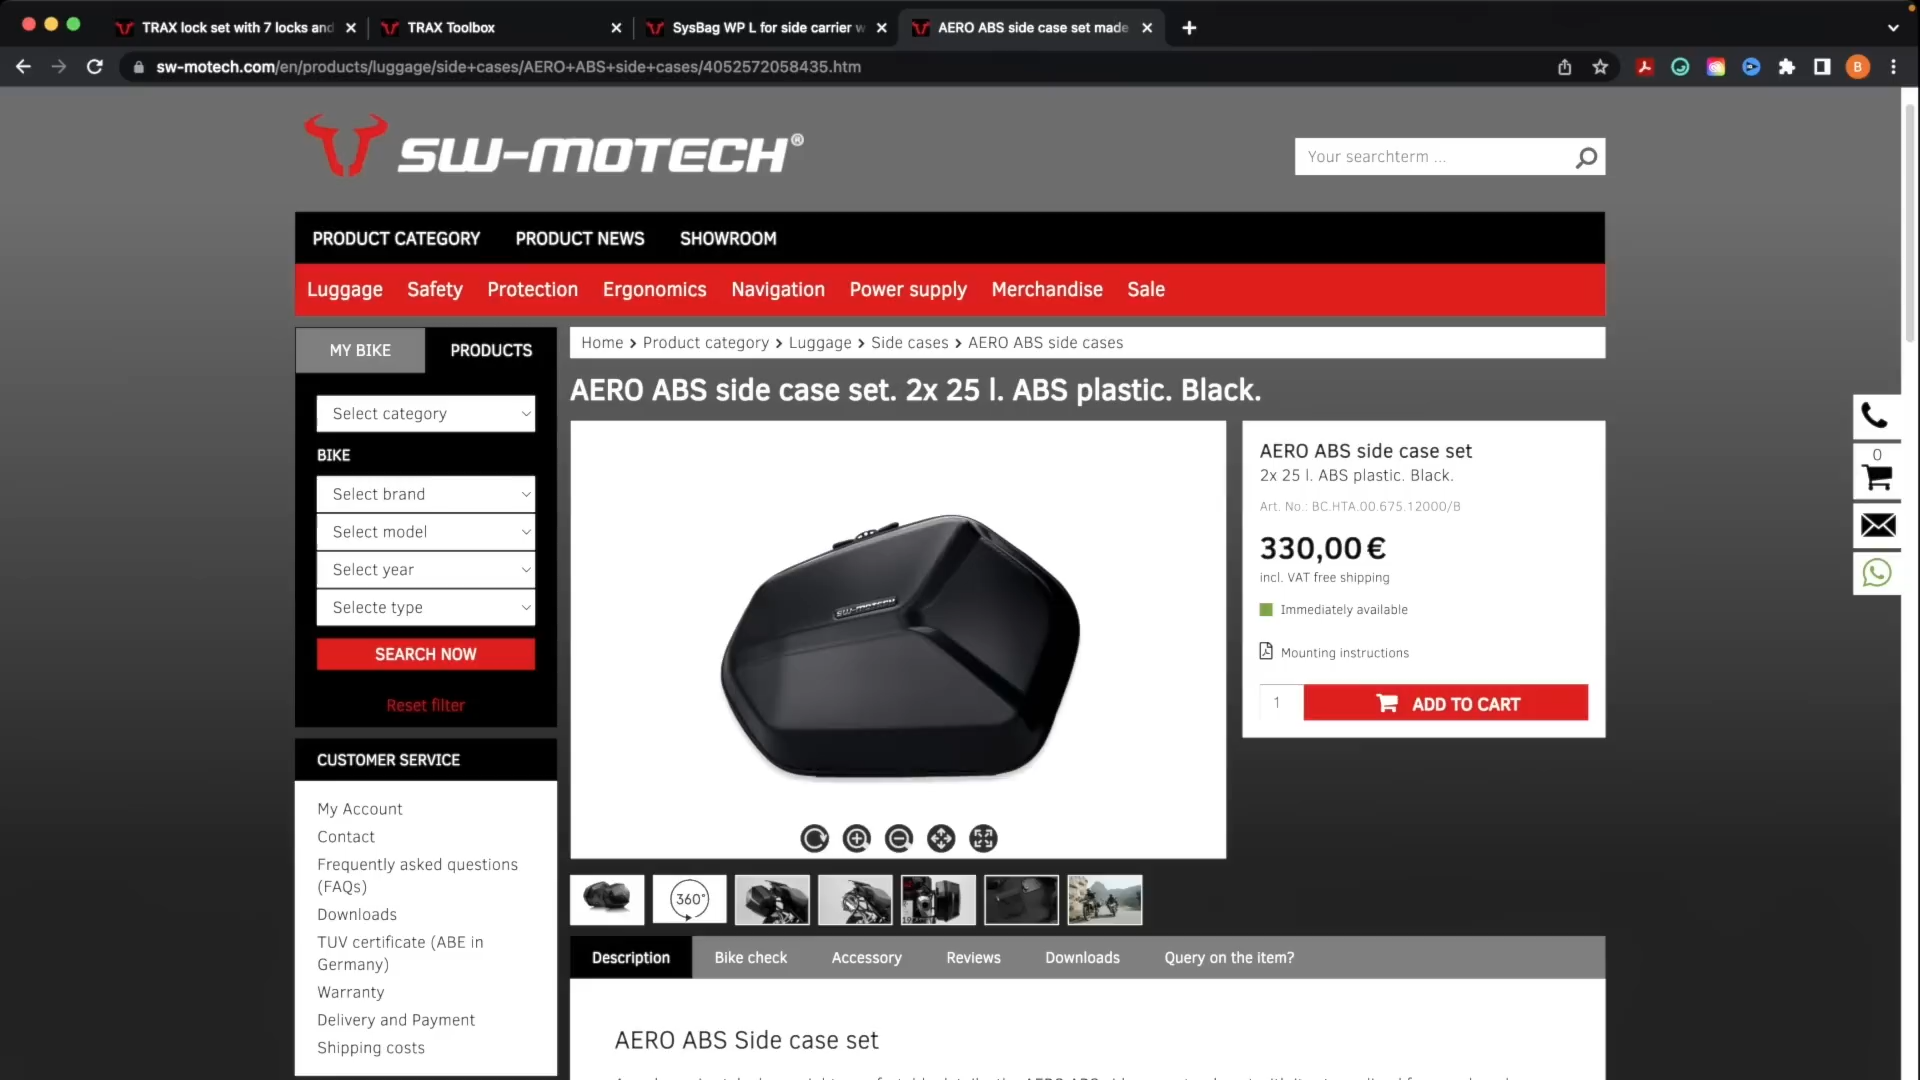 TRAX lock set with 7 locks and
TRAX Toolbox
SysBag WP L for side carrier w
AERO ABS side case set made
sw-motech.com/en/products/luggage/side+cases/AERO+ABS+side+cases/4052572058435.htm
B
SW-MOTECH®
Your searchterm ...
PRODUCT CATEGORY PRODUCT NEWS SHOWROOM
Luggage Safety Protection Ergonomics Navigation Power supply Merchandise Sale
MY BIKE PRODUCTS
Home > Product category > Luggage > Side cases > AERO ABS side cases
AERO ABS side case set. 2x 25 l. ABS plastic. Black.
Select category
BIKE
Select brand
Select model
Select year
Selecte type
SEARCH NOW
Reset filter
CUSTOMER SERVICE
My Account
Contact
Frequently asked questions
(FAQs)
Downloads
TUV certificate (ABE in
Germany)
Warranty
Delivery and Payment
Shipping costs
SW-MOTECH
360°
AERO ABS side case set
2x 25 l. ABS plastic. Black.
Art. No.: BC.HTA.00.675.12000/B
330,00 €
incl. VAT free shipping
Immediately available
Mounting instructions
1
ADD TO CART
0
Description Bike check Accessory Reviews Downloads Query on the item?
AERO ABS Side case set